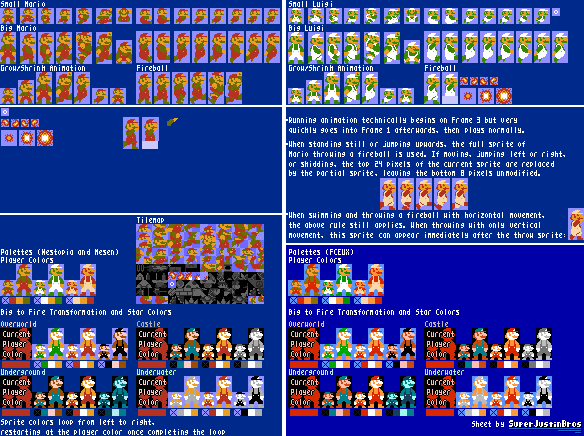 Small Mario
Small Luigi
Big Mario
Big Luigi
Grow/Shrink Animation
Fireball
Grow/Shrink Animation
Fireball
Running animation technically begins on Frame 3 but very
quickly goes into Frame 1 afterwards, then plays normally.
When standing still or jumping upwards, the full sprite of
Mario throwing a fireball is used. If moving, jumping left or right,
or skidding, the top 24 pixels of the current sprite are replaced
by the partial sprite, leaving the bottom 8 pixels unmodified.
When swimming and throwing a fireball with horizontal movement,
the above rule still applies. When throwing with only vertical
movement, this sprite can appear immediately after the throw sprite:
Tilemap
Palettes (Nestopia and Mesen)
Player Colors
Big to Fire Transformation and Star Colors
Overworld
Castle
Current
Player
Color
Current
Player
Color
Underground
Underwater
Current
Player
Color
Current
Player
Color
Sprite colors loop from left to right,
restarting at the player color once completing the loop
Palettes (FCEUX)
Player Colors
Big to Fire Transformation and Star Colors
Overworld
Castle
Current
Player
Color
Current
Player
Color
Underground
Underwater
Current
Player
Color
Current
Player
Color
Sheet by SuperJustinBros